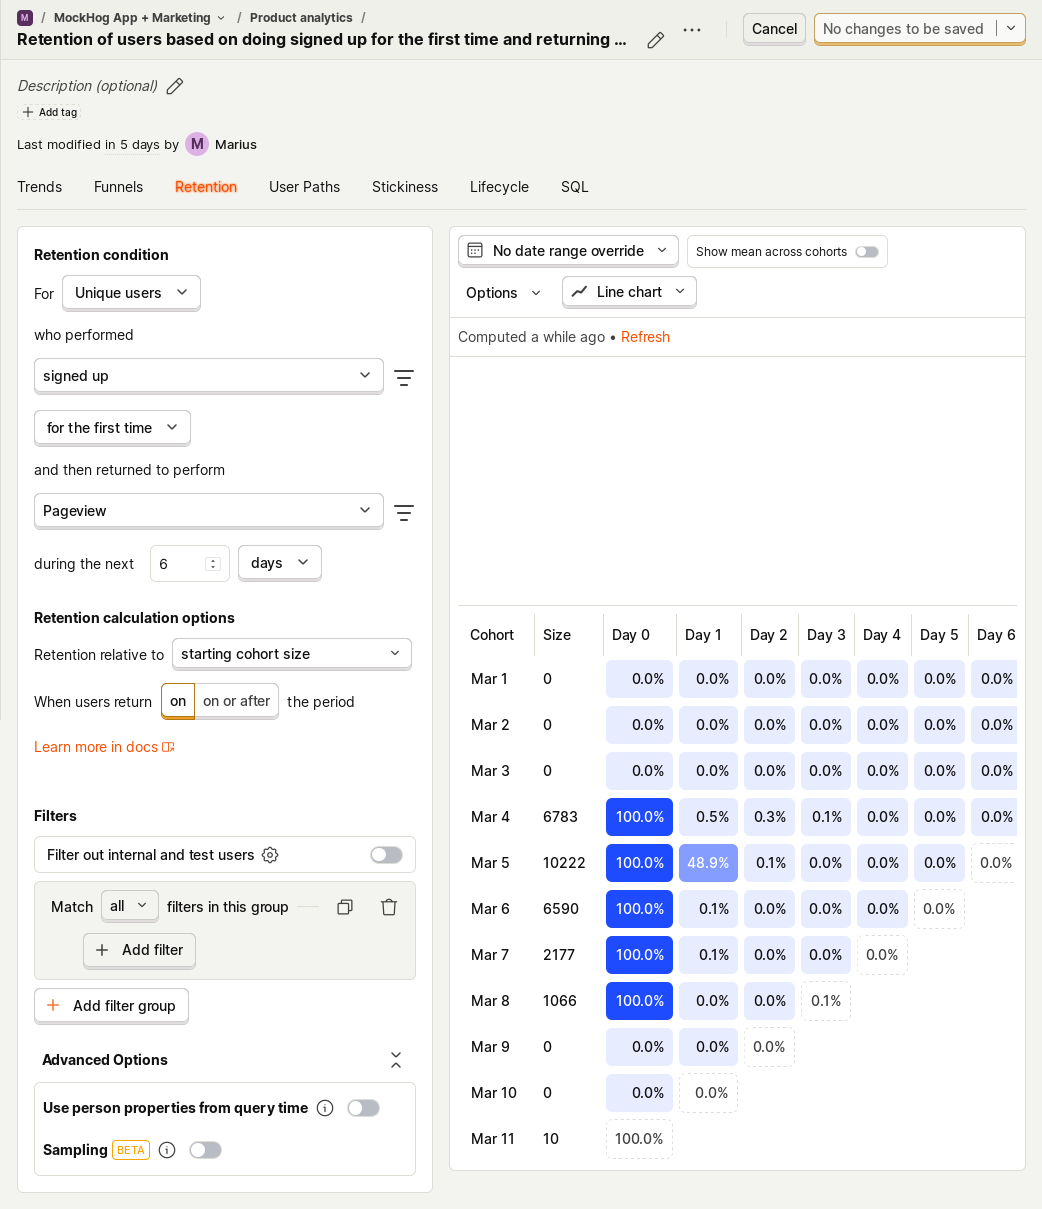 M / MockHog App + Marketing / Product analytics /
Retention of users based on doing signed up for the first time and returning ...
Cancel
No changes to be saved
Description (optional)
Add tag
Last modified in 5 days by M Marius
Trends Funnels Retention User Paths Stickiness Lifecycle SQL
Retention condition
For Unique users
who performed
signed up
for the first time
and then returned to perform
Pageview
during the next 6 days
Retention calculation options
Retention relative to starting cohort size
When users return on on or after the period
Learn more in docs
Filters
Filter out internal and test users
Match all filters in this group
Add filter
Add filter group
Advanced Options
Use person properties from query time
Sampling BETA
No date range override
Show mean across cohorts
Options
Line chart
Computed a while ago • Refresh
Cohort Size Day 0 Day 1 Day 2 Day 3 Day 4 Day 5 Day 6
Mar 1 0 0.0% 0.0% 0.0% 0.0% 0.0% 0.0% 0.0%
Mar 2 0 0.0% 0.0% 0.0% 0.0% 0.0% 0.0% 0.0%
Mar 3 0 0.0% 0.0% 0.0% 0.0% 0.0% 0.0% 0.0%
Mar 4 6783 100.0% 0.5% 0.3% 0.1% 0.0% 0.0% 0.0%
Mar 5 10222 100.0% 48.9% 0.1% 0.0% 0.0% 0.0% 0.0%
Mar 6 6590 100.0% 0.1% 0.0% 0.0% 0.0% 0.0%
Mar 7 2177 100.0% 0.1% 0.0% 0.0% 0.0%
Mar 8 1066 100.0% 0.0% 0.0% 0.1%
Mar 9 0 0.0% 0.0% 0.0%
Mar 10 0 0.0% 0.0%
Mar 11 10 100.0%